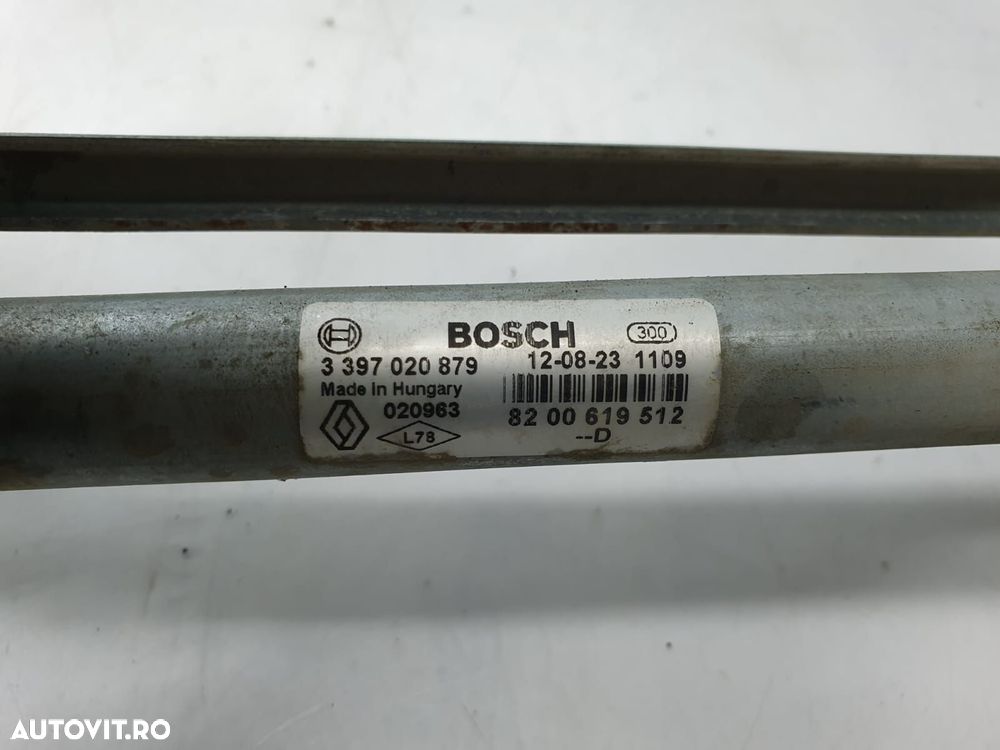 BOSCH 300
3 397 020 879 12-08-23 1109
Made in Hungary
020963 82 00 619 512
L78 --D
AUTOVIT.RO